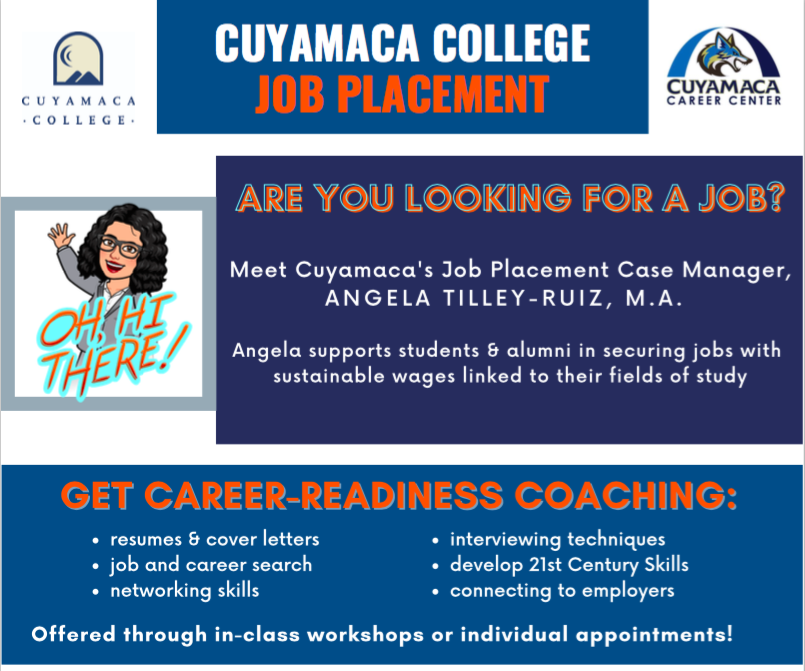 CUYAMACA
· COLLEGE ·
CUYAMACA COLLEGE
JOB PLACEMENT
CUYAMACA
CAREER CENTER
ARE YOU LOOKING FOR A JOB?
OH, HI
THERE!
Meet Cuyamaca's Job Placement Case Manager,
ANGELA TILLEY-RUIZ, M.A.
Angela supports students & alumni in securing jobs with
sustainable wages linked to their fields of study
GET CAREER-READINESS COACHING:
• resumes & cover letters
• job and career search
• networking skills
• interviewing techniques
• develop 21st Century Skills
• connecting to employers
Offered through in-class workshops or individual appointments!